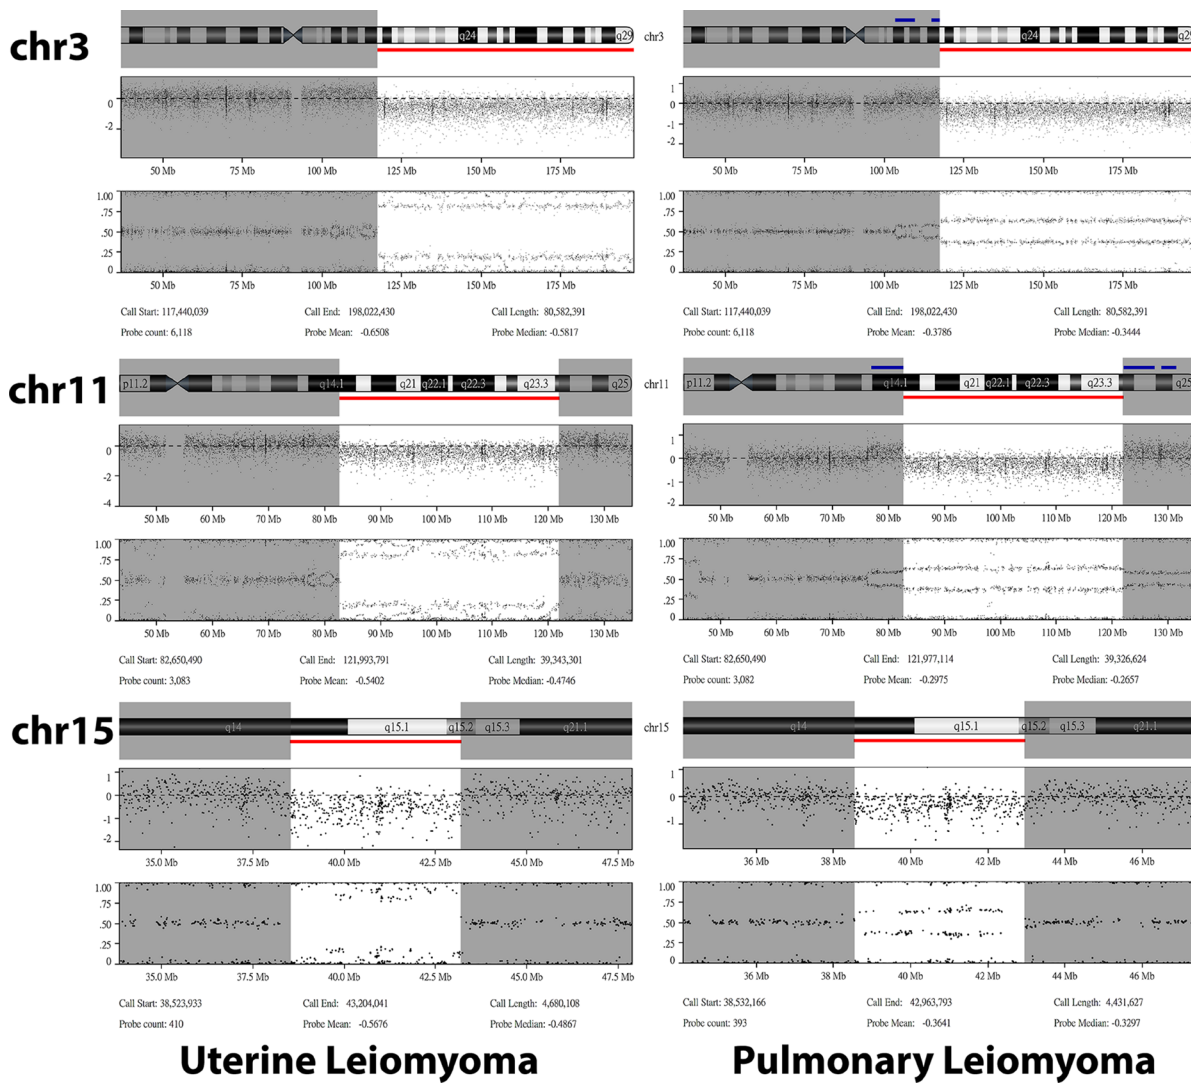 chr3
q24 q29
0
-2
50 Mb 75 Mb 100 Mb 125 Mb 150 Mb 175 Mb
1.00
.75
.50
.25
0
50 Mb 75 Mb 100 Mb 125 Mb 150 Mb 175 Mb
Call Start: 117,440,039 Call End: 198,022,430 Call Length: 80,582,391
Probe count: 6,118 Probe Mean: -0.6508 Probe Median: -0.5817
chr3
q24 q29
1
0
-1
-2
50 Mb 75 Mb 100 Mb 125 Mb 150 Mb 175 Mb
1.00
.75
.50
.25
0
50 Mb 75 Mb 100 Mb 125 Mb 150 Mb 175 Mb
Call Start: 117,440,039 Call End: 198,022,430 Call Length: 80,582,391
Probe count: 6,118 Probe Mean: -0.3786 Probe Median: -0.3444
chr11
p11.2 q14.1 q21 q22.1 q22.3 q23.3 q25
0
-2
-4
50 Mb 60 Mb 70 Mb 80 Mb 90 Mb 100 Mb 110 Mb 120 Mb 130 Mb
1.00
.75
.50
.25
0
50 Mb 60 Mb 70 Mb 80 Mb 90 Mb 100 Mb 110 Mb 120 Mb 130 Mb
Call Start: 82,650,490 Call End: 121,993,791 Call Length: 39,343,301
Probe count: 3,083 Probe Mean: -0.5402 Probe Median: -0.4746
chr11
p11.2 q14.1 q21 q22.1 q22.3 q23.3 q25
1
0
-1
-2
50 Mb 60 Mb 70 Mb 80 Mb 90 Mb 100 Mb 110 Mb 120 Mb 130 Mb
1.00
.75
.50
.25
0
50 Mb 60 Mb 70 Mb 80 Mb 90 Mb 100 Mb 110 Mb 120 Mb 130 Mb
Call Start: 82,650,490 Call End: 121,977,114 Call Length: 39,326,624
Probe count: 3,082 Probe Mean: -0.2975 Probe Median: -0.2657
chr15
q14 q15.1 q15.2 q15.3 q21.1
1
0
-1
-2
35.0 Mb 37.5 Mb 40.0 Mb 42.5 Mb 45.0 Mb 47.5 Mb
1.00
.75
.50
.25
0
35.0 Mb 37.5 Mb 40.0 Mb 42.5 Mb 45.0 Mb 47.5 Mb
Call Start: 38,523,933 Call End: 43,204,041 Call Length: 4,680,108
Probe count: 410 Probe Mean: -0.5676 Probe Median: -0.4867
chr15
q14 q15.1 q15.2 q15.3 q21.1
1
0
-1
36 Mb 38 Mb 40 Mb 42 Mb 44 Mb 46 Mb
1.00
.75
.50
.25
0
36 Mb 38 Mb 40 Mb 42 Mb 44 Mb 46 Mb
Call Start: 38,532,166 Call End: 42,963,793 Call Length: 4,431,627
Probe count: 393 Probe Mean: -0.3641 Probe Median: -0.3297
Uterine Leiomyoma
Pulmonary Leiomyoma